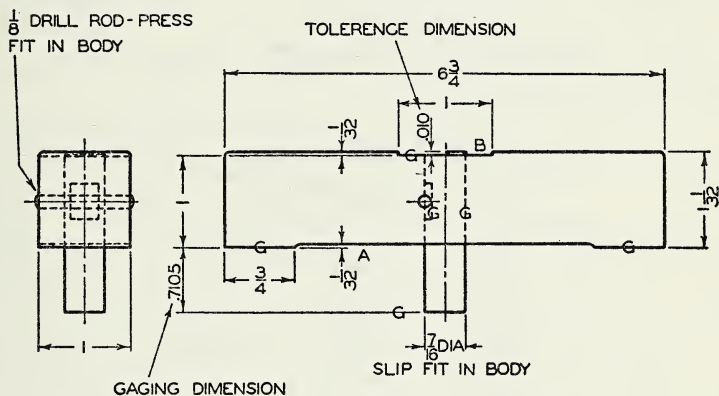 1/8 DRILL ROD-PRESS
FIT IN BODY
TOLERENCE DIMENSION
6 3/4
1
1/32
.010
G
B
1
G
G
1 1/32
G
A
G
3/4
1/32
.7105
G
1
7/16 DIA
SLIP FIT IN BODY
GAGING DIMENSION